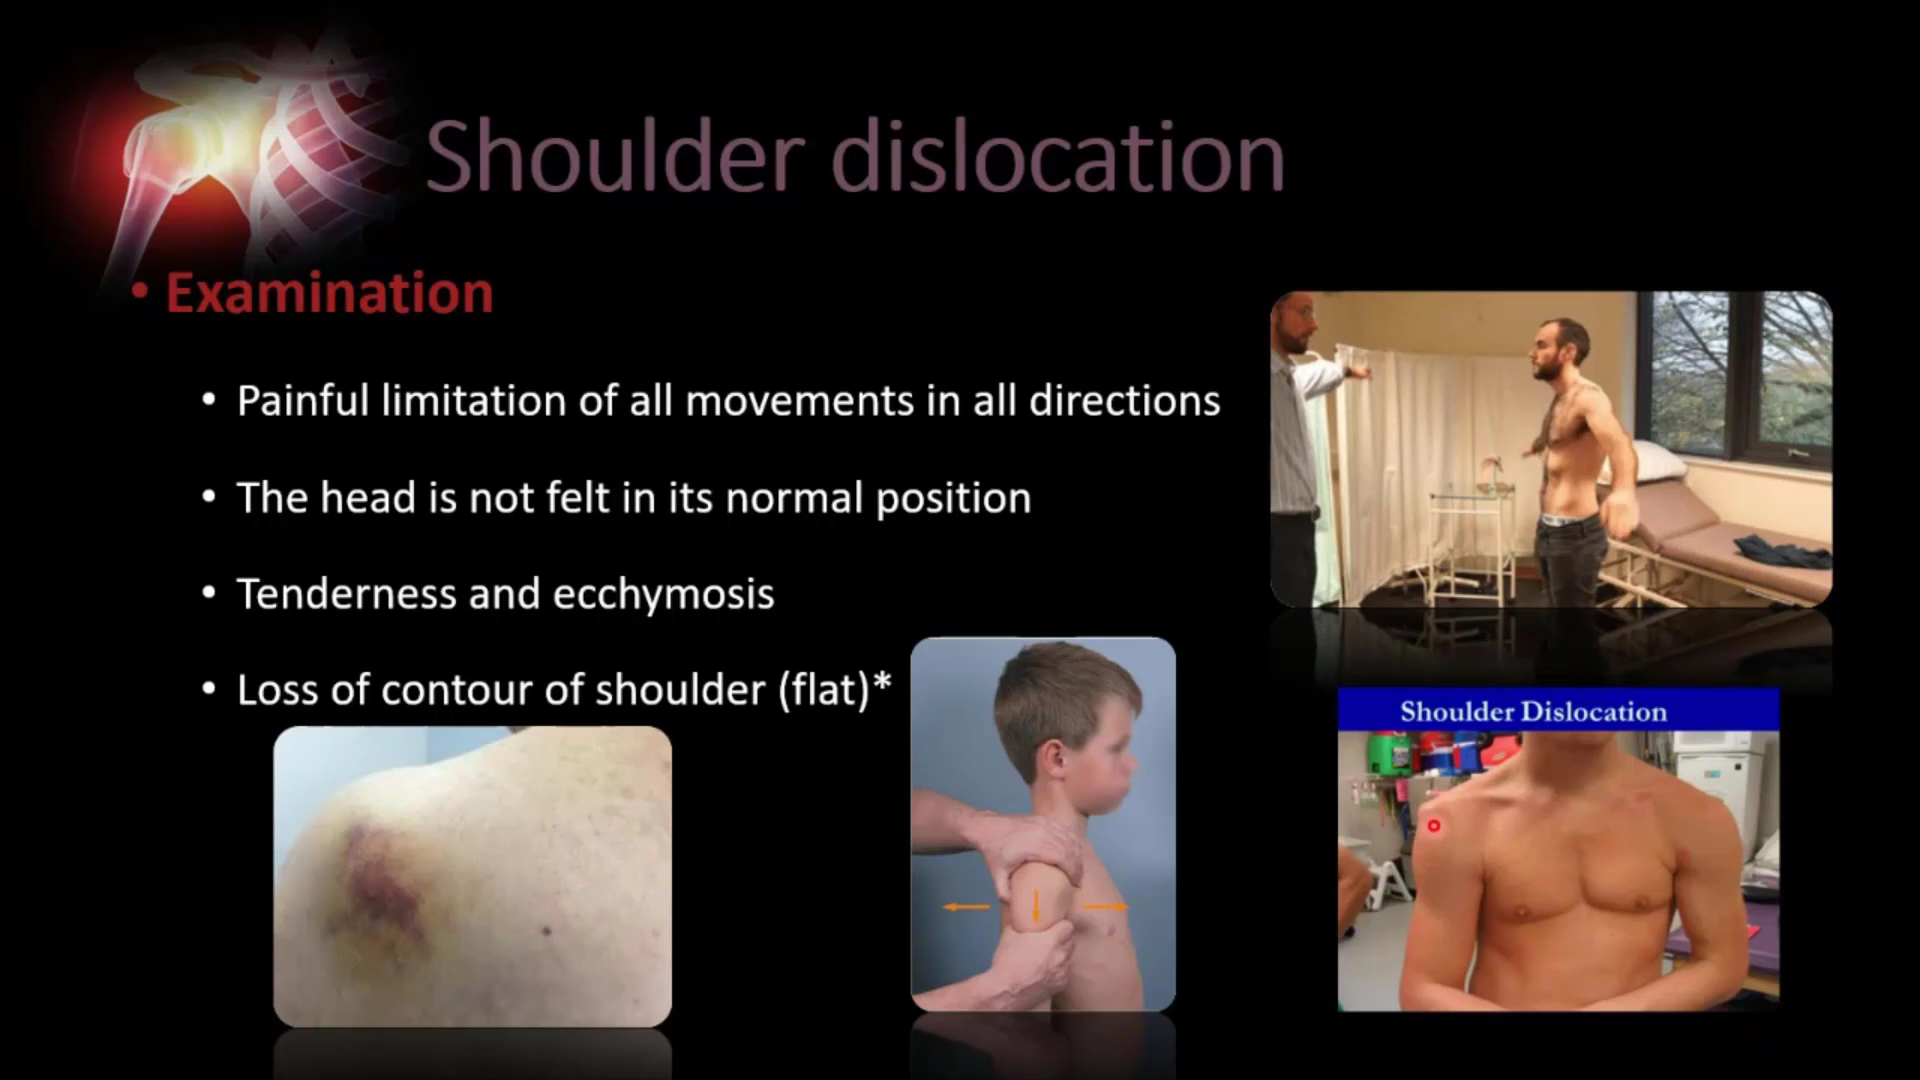 Shoulder dislocation
• Examination
• Painful limitation of all movements in all directions
• The head is not felt in its normal position
• Tenderness and ecchymosis
• Loss of contour of shoulder (flat)*
Shoulder Dislocation